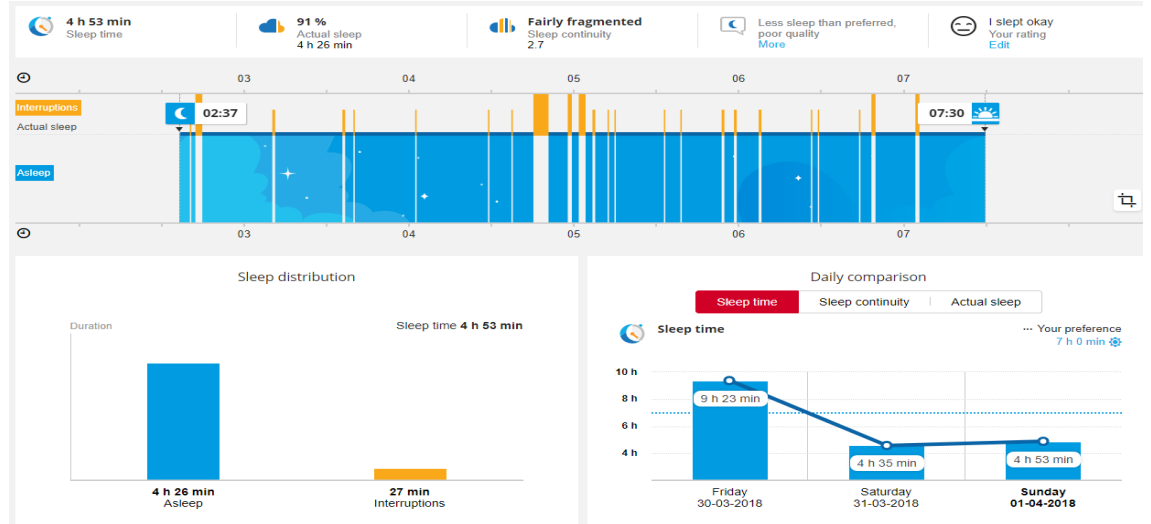 4 h 53 min
Sleep time
91 %
Actual sleep
4 h 26 min
Fairly fragmented
Sleep continuity
2.7
Less sleep than preferred,
poor quality
More
I slept okay
Your rating
Edit
03 04 05 06 07
Interruptions
02:37
07:30
Actual sleep
Asleep
03 04 05 06 07
Sleep distribution
Duration
Sleep time 4 h 53 min
4 h 26 min
Asleep
27 min
Interruptions
Daily comparison
Sleep time Sleep continuity Actual sleep
Sleep time
··· Your preference
7 h 0 min
10 h
8 h
6 h
4 h
9 h 23 min
4 h 35 min
4 h 53 min
Friday
30-03-2018
Saturday
31-03-2018
Sunday
01-04-2018